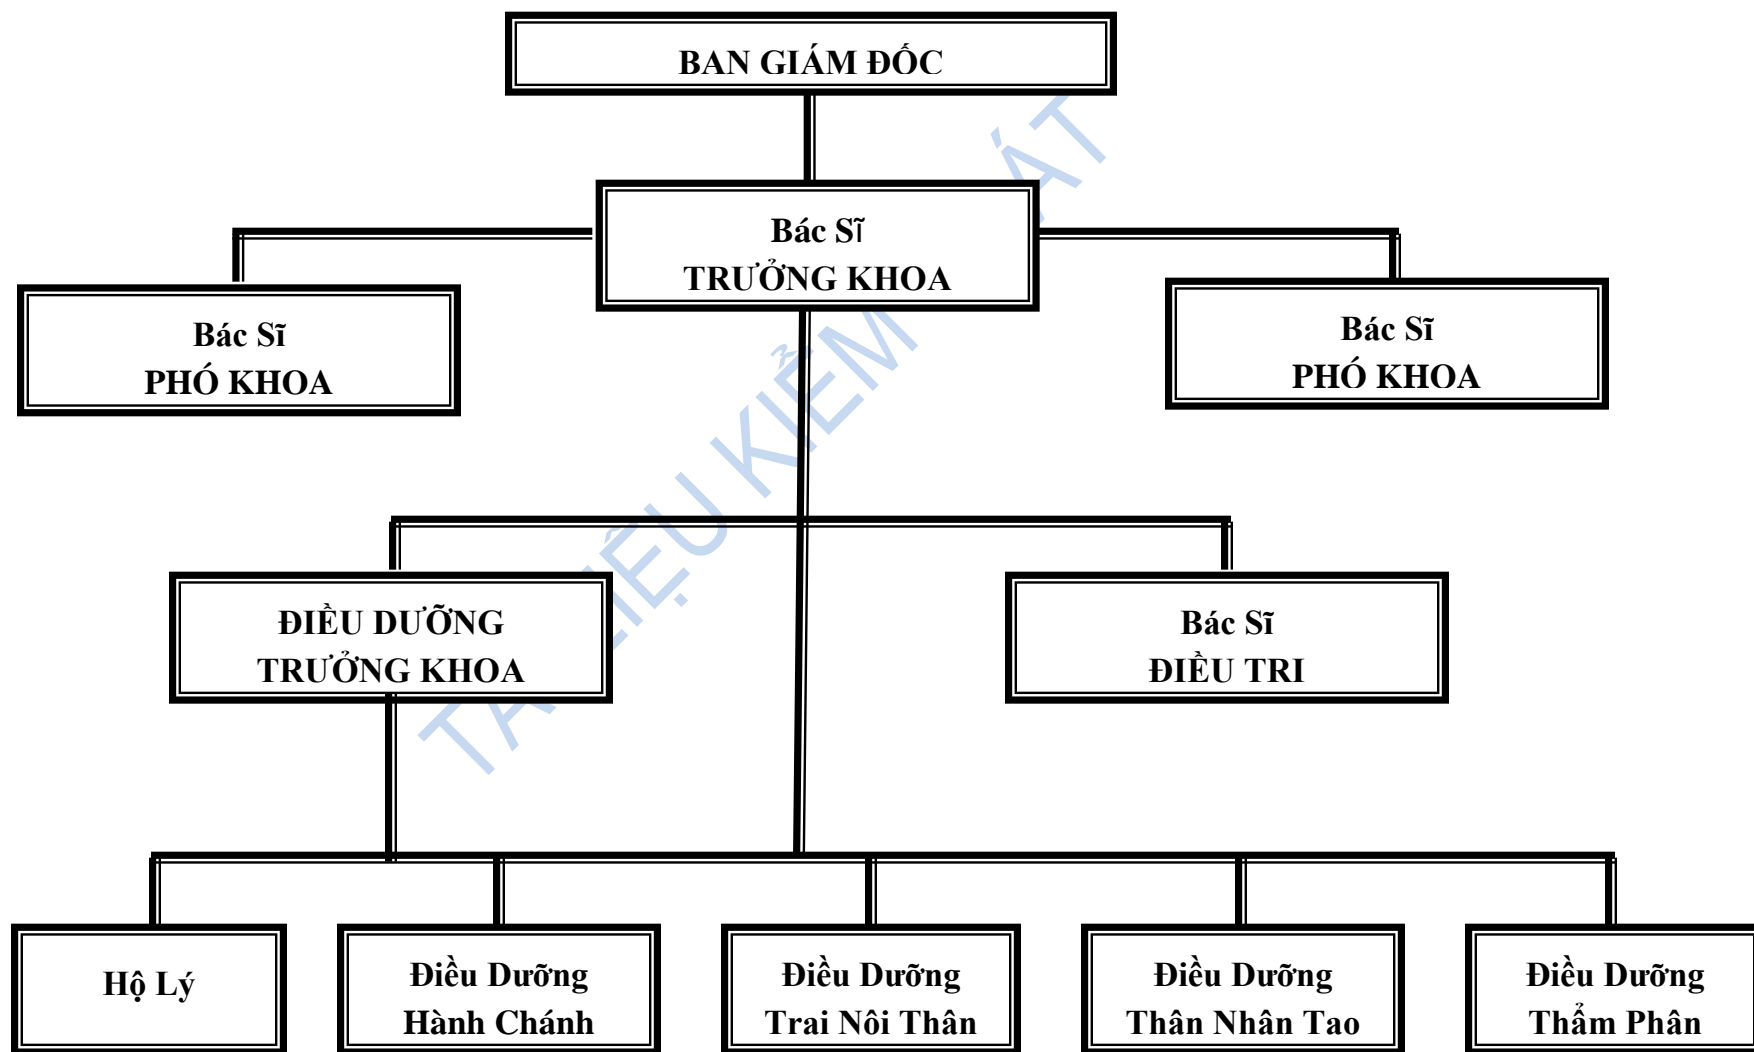 BAN GIÁM ĐỐC
Bác Sĩ
TRƯỞNG KHOA
Bác Sĩ
PHÓ KHOA
Bác Sĩ
PHÓ KHOA
ĐIỀU DƯỠNG
TRƯỞNG KHOA
Bác Sĩ
ĐIỀU TRI
Hộ Lý
Điều Dưỡng
Hành Chánh
Điều Dưỡng
Trai Nôi Thân
Điều Dưỡng
Thân Nhân Tao
Điều Dưỡng
Thẩm Phân
KIỂM